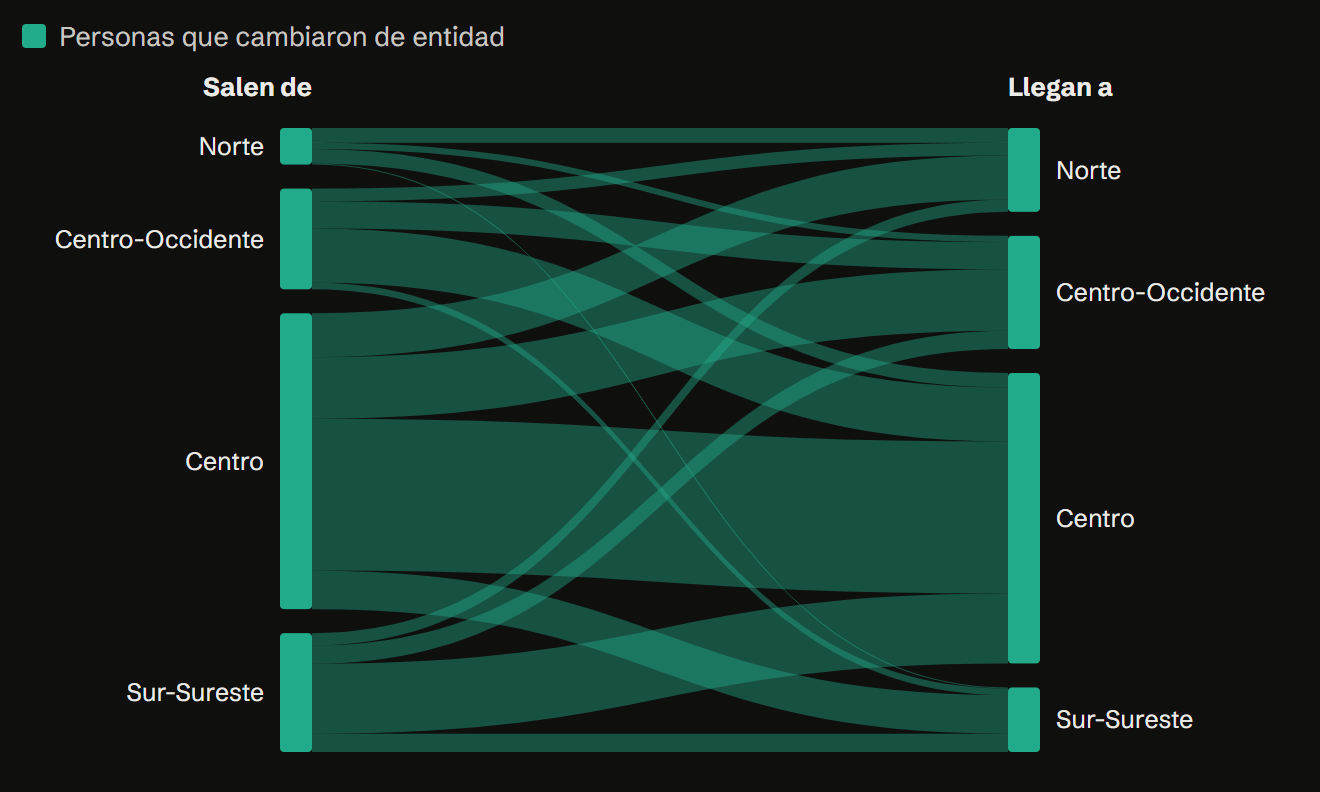 Personas que cambiaron de entidad
Salen de
Llegan a
Norte
Norte
Centro-Occidente
Centro-Occidente
Centro
Centro
Sur-Sureste
Sur-Sureste